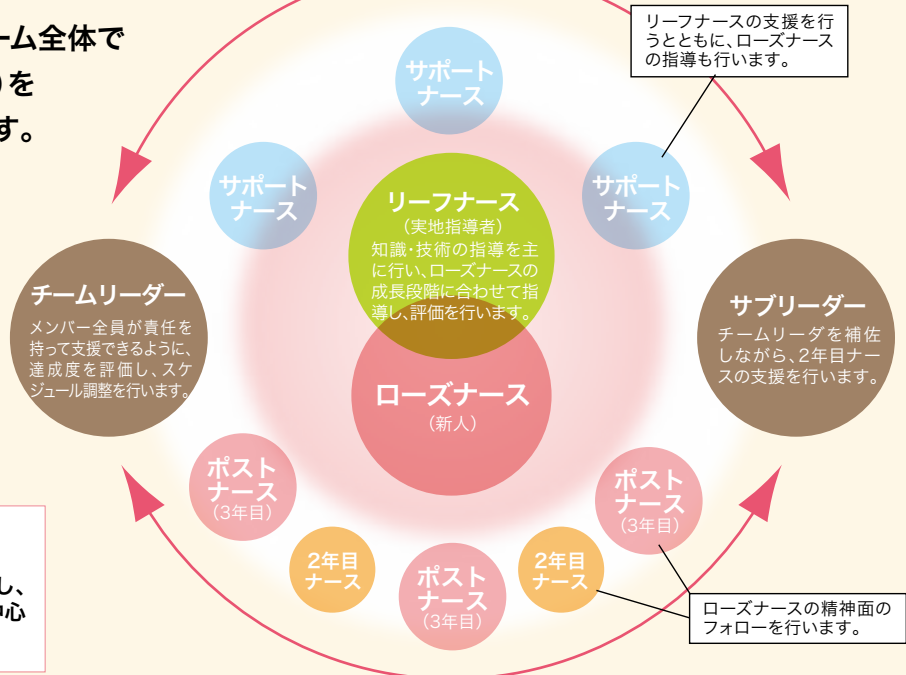 ーム全体で
を
す。
リーフナースの支援を行
うとともに、ローズナース
の指導も行います。
サポート
ナース
サポート
ナース
サポート
ナース
リーフナース
（実地指導者）
知識・技術の指導を主
に行い、ローズナースの
成長段階に合わせて指
導し、評価を行います。
チームリーダー
メンバー全員が責任を
持って支援できるように、
達成度を評価し、スケ
ジュール調整を行います。
サブリーダー
チームリーダを補佐
しながら、2年目ナー
スの支援を行います。
ローズナース
（新人）
ポスト
ナース
（3年目）
ポスト
ナース
（3年目）
2年目
ナース
ポスト
ナース
（3年目）
2年目
ナース
し、
心
ローズナースの精神面の
フォローを行います。